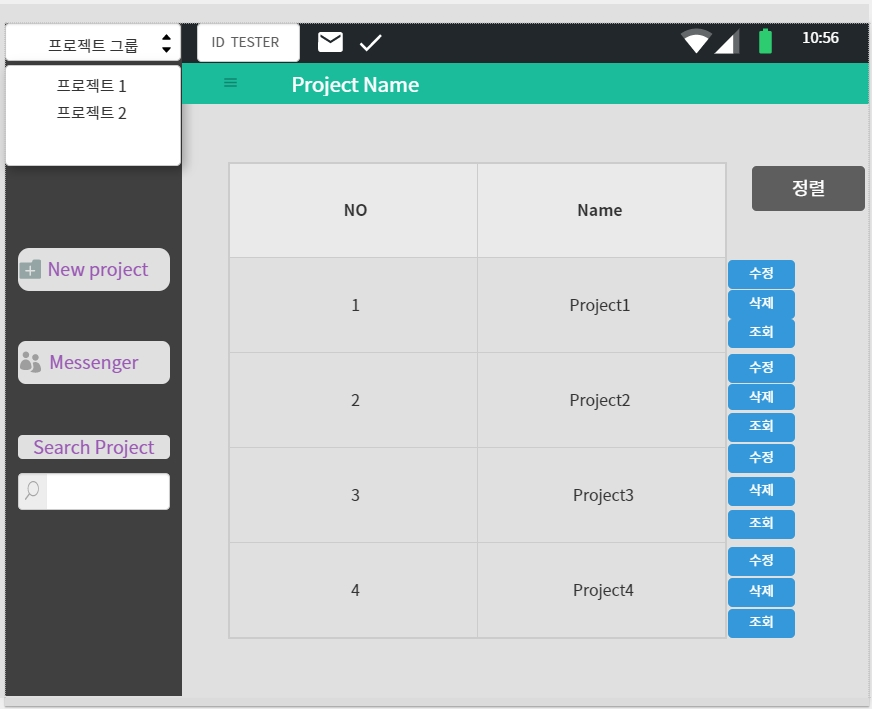 프로젝트 그룹
ID TESTER
10:56
프로젝트 1
프로젝트 2
Project Name
정렬
NO Name
1 Project1
수정
삭제
조회
2 Project2
수정
삭제
조회
3 Project3
수정
삭제
조회
4 Project4
수정
삭제
조회
New project
Messenger
Search Project